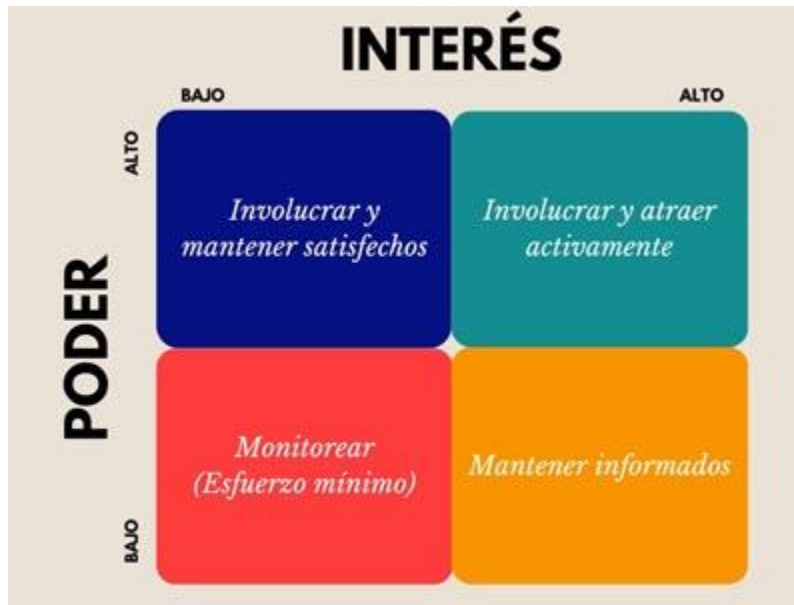 INTERÉS
BAJO
ALTO
ALTO
Involucrar y
mantener satisfechos
Involucrar y atraer
activamente
PODER
Monitorear
(Esfuerzo mínimo)
Mantener informados
BAJO